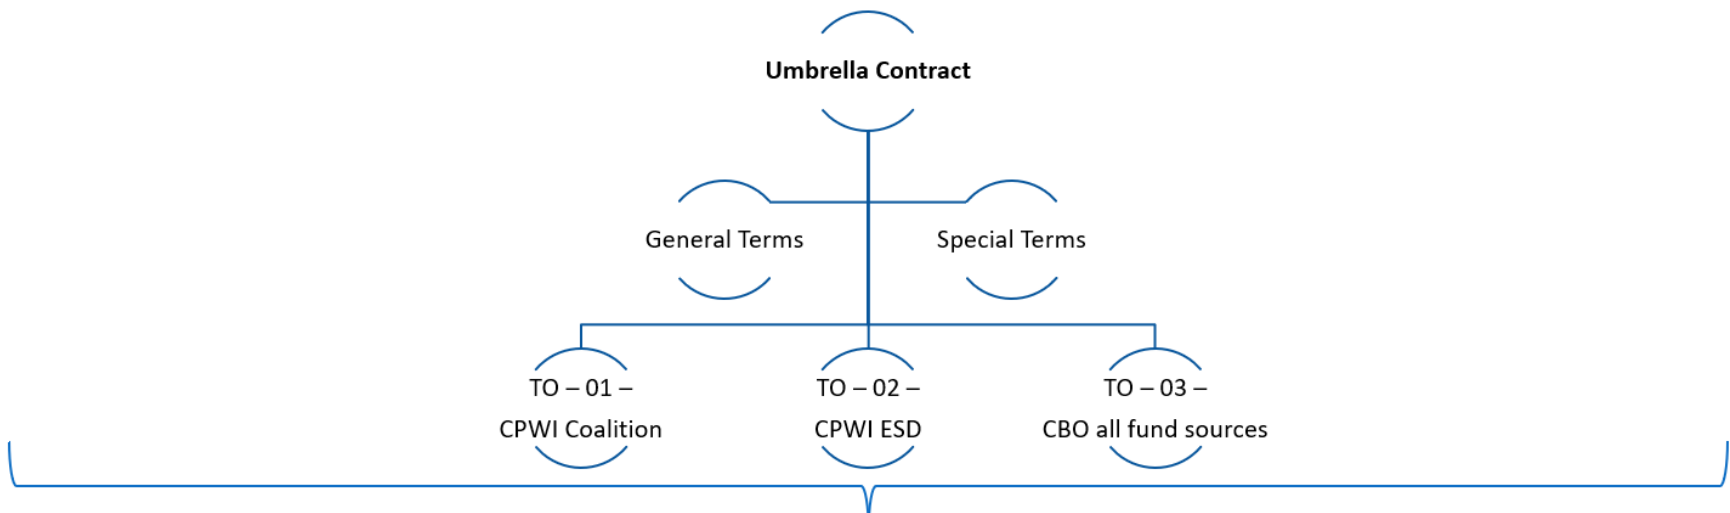 Umbrella Contract
General Terms
Special Terms
TO – 01 –
CPWI Coalition
TO – 02 –
CPWI ESD
TO – 03 –
CBO all fund sources